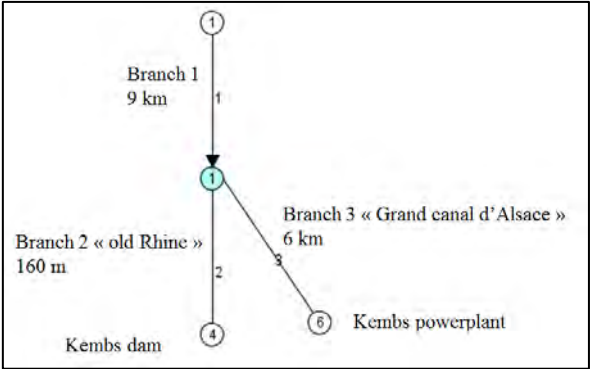 1
Branch 1
9 km
1
1
Branch 3 « Grand canal d’Alsace »
6 km
Branch 2 « old Rhine »
160 m
2
3
4
Kembs dam
6
Kembs powerplant